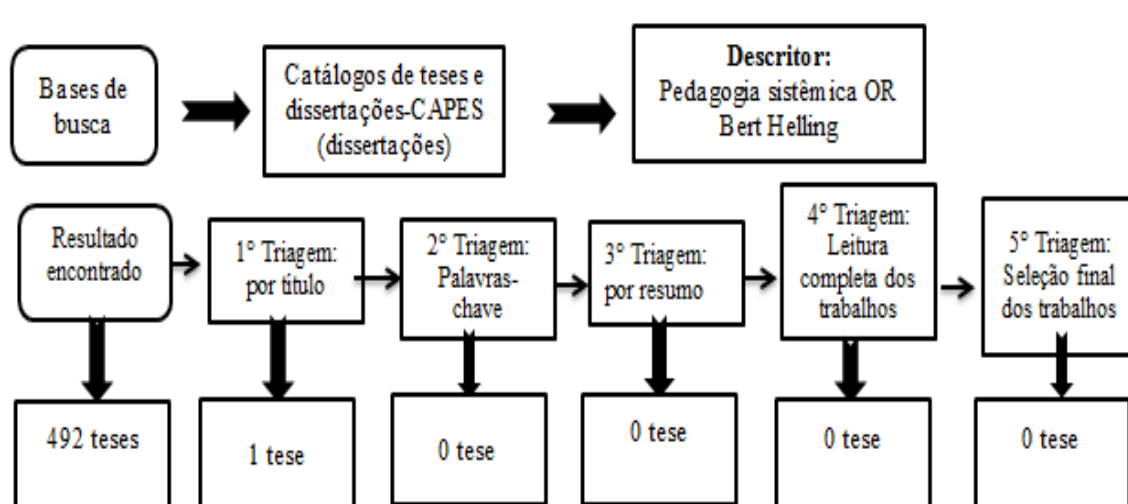 Bases de
busca
Catálogos de teses e
dissertações-CAPES
(dissertações)
Descritor:
Pedagogia sistêmica OR
Bert Helling
Resultado
encontrado
1° Triagem:
por titulo
2° Triagem:
Palavras-
chave
3° Triagem:
por resumo
4° Triagem:
Leitura
completa dos
trabalhos
5° Triagem:
Seleção final
dos trabalhos
492 teses
1 tese
0 tese
0 tese
0 tese
0 tese